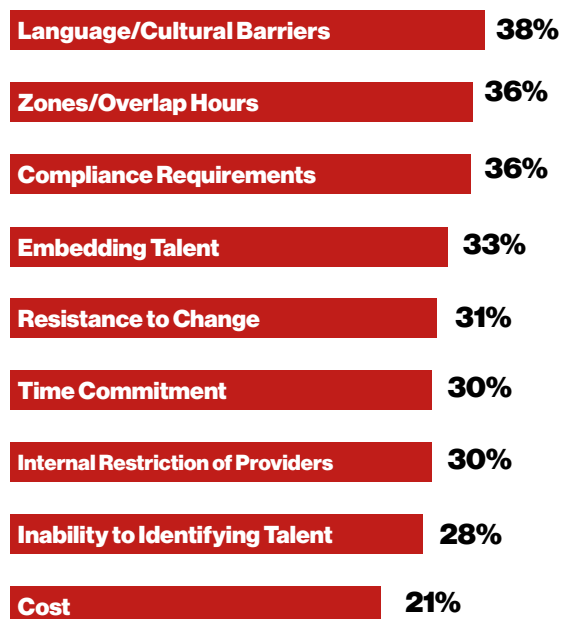 Language/Cultural Barriers 38%
Zones/Overlap Hours 36%
Compliance Requirements 36%
Embedding Talent 33%
Resistance to Change 31%
Time Commitment 30%
Internal Restriction of Providers 30%
Inability to Identifying Talent 28%
Cost 21%